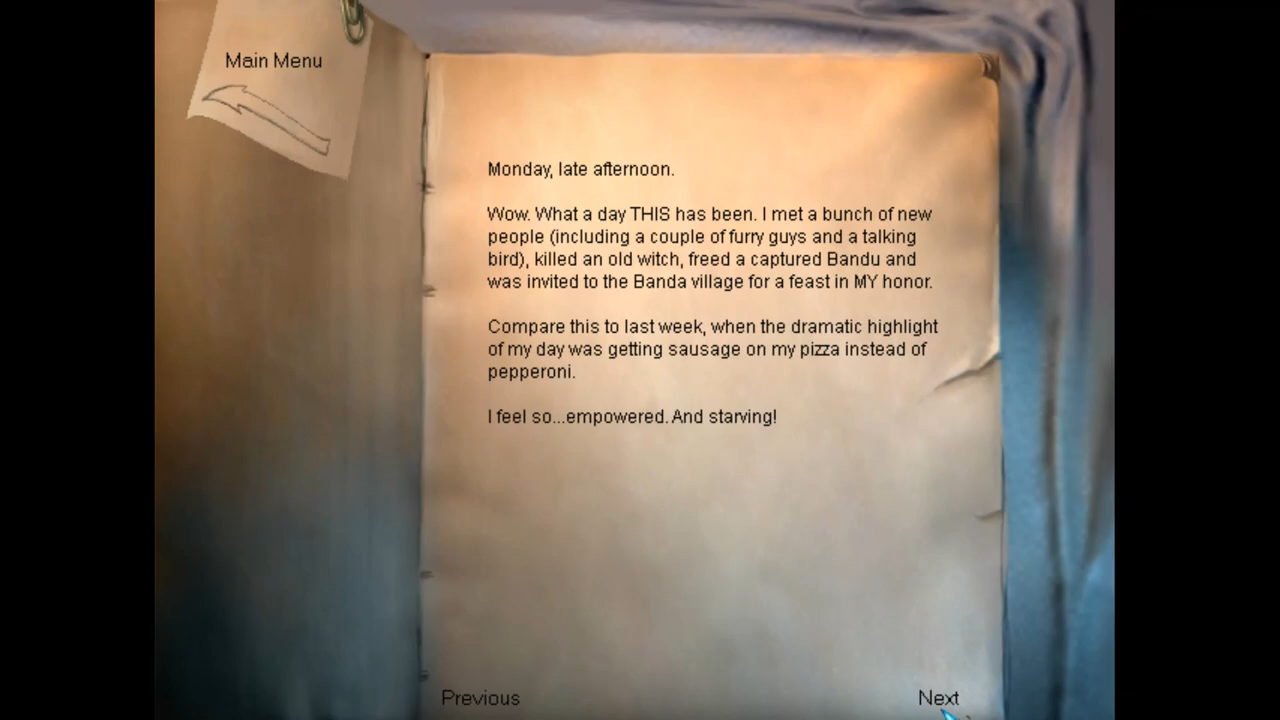 Main Menu
Monday, late afternoon.
Wow. What a day THIS has been. I met a bunch of new
people (including a couple of furry guys and a talking
bird), killed an old witch, freed a captured Bandu and
was invited to the Banda village for a feast in MY honor.
Compare this to last week, when the dramatic highlight
of my day was getting sausage on my pizza instead of
pepperoni.
I feel so...empowered. And starving!
Previous
Next